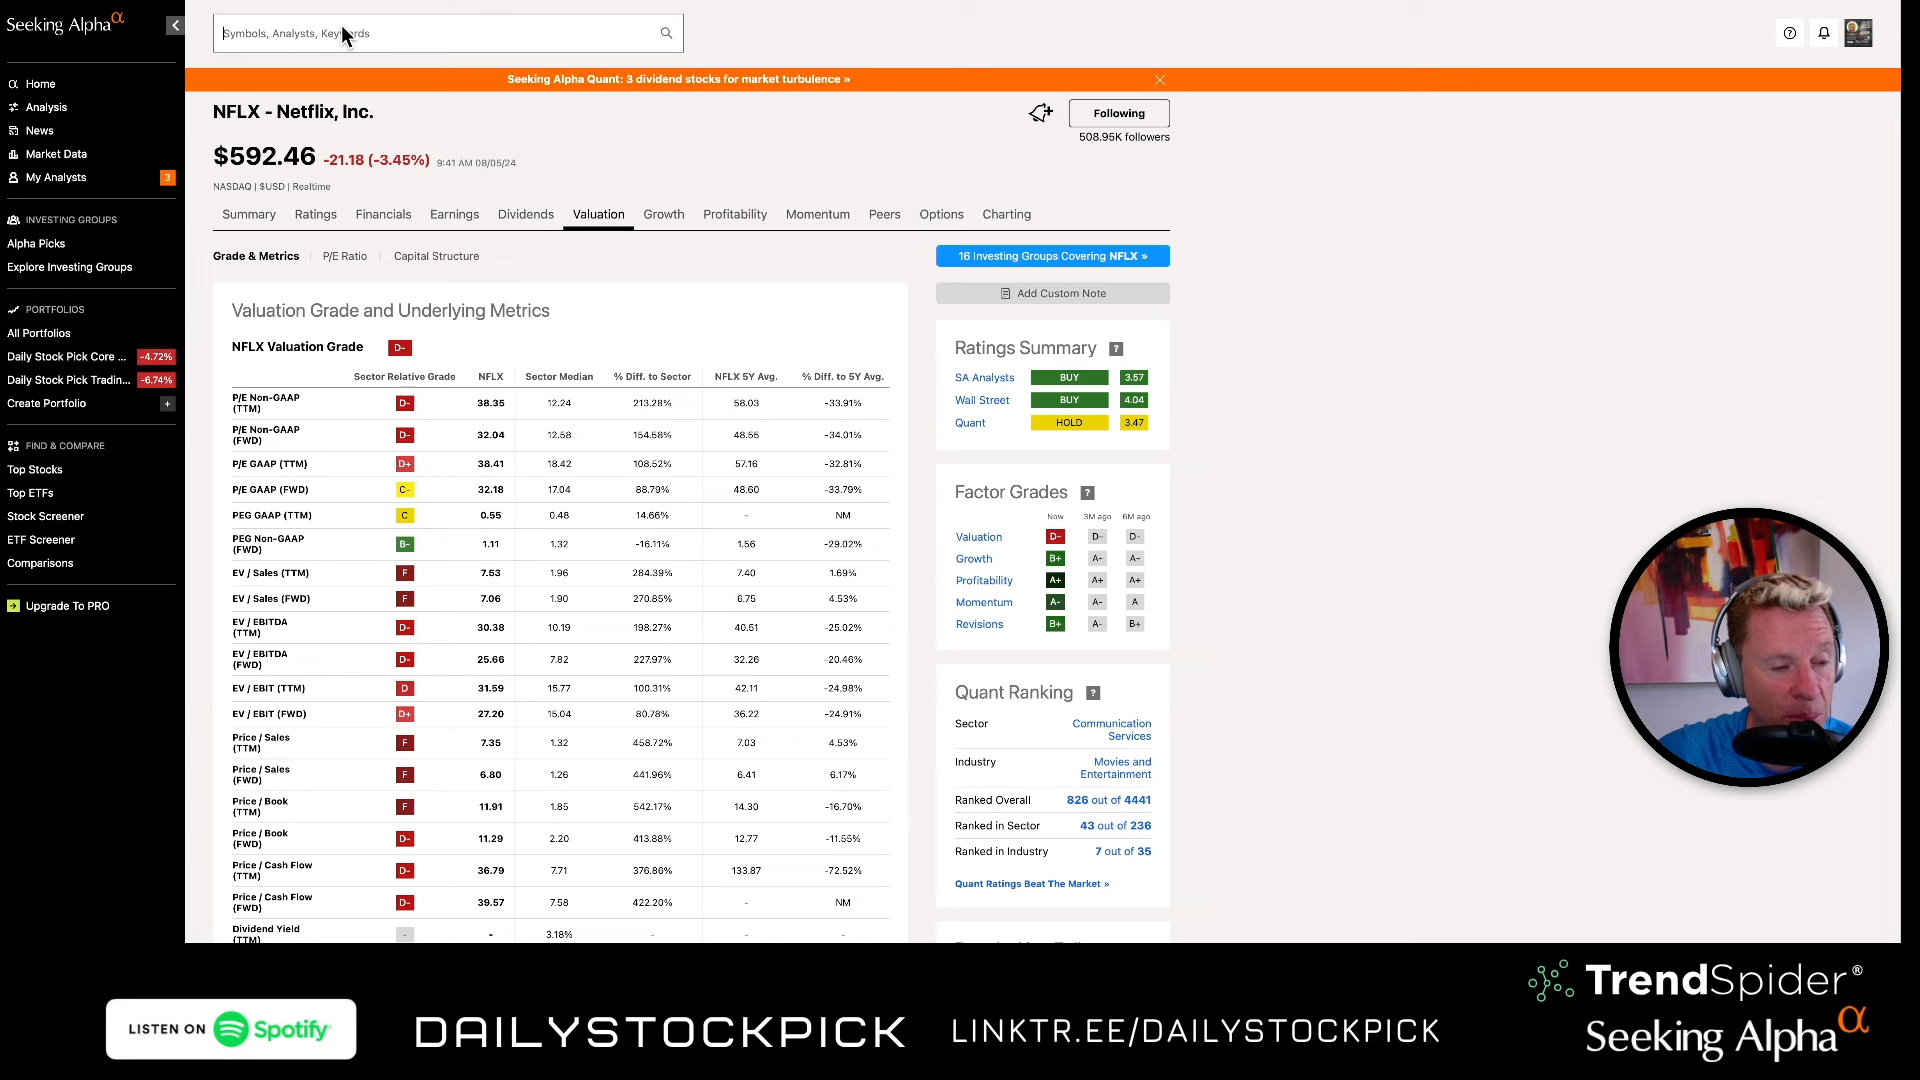 Seeking Alpha α
Symbols, Analysts, Keywords
Seeking Alpha Quant: 3 dividend stocks for market turbulence »
Home
Analysis
News
Market Data
My Analysts 3
INVESTING GROUPS
Alpha Picks
Explore Investing Groups
PORTFOLIOS
All Portfolios
Daily Stock Pick Core ... -4.72%
Daily Stock Pick Tradin... -6.74%
Create Portfolio +
FIND & COMPARE
Top Stocks
Top ETFs
Stock Screener
ETF Screener
Comparisons
Upgrade To PRO
NFLX - Netflix, Inc.
Following
508.95K followers
$592.46 -21.18 (-3.45%) 9:41 AM 08/05/24
NASDAQ | $USD | Realtime
Summary Ratings Financials Earnings Dividends Valuation Growth Profitability Momentum Peers Options Charting
Grade & Metrics | P/E Ratio | Capital Structure
Valuation Grade and Underlying Metrics
NFLX Valuation Grade D-
Sector Relative Grade NFLX Sector Median % Diff. to Sector NFLX 5Y Avg. % Diff. to 5Y Avg.
P/E Non-GAAP (TTM) D- 38.35 12.24 213.28% 58.03 -33.91%
P/E Non-GAAP (FWD) D- 32.04 12.58 154.58% 48.55 -34.01%
P/E GAAP (TTM) D+ 38.41 18.42 108.52% 57.16 -32.81%
P/E GAAP (FWD) C- 32.18 17.04 88.79% 48.60 -33.79%
PEG GAAP (TTM) C 0.55 0.48 14.66% - NM
PEG Non-GAAP (FWD) B- 1.11 1.32 -16.11% 1.56 -29.02%
EV / Sales (TTM) F 7.53 1.96 284.39% 7.40 1.69%
EV / Sales (FWD) F 7.06 1.90 270.85% 6.75 4.53%
EV / EBITDA (TTM) D- 30.38 10.19 198.27% 40.51 -25.02%
EV / EBITDA (FWD) D- 25.66 7.82 227.97% 32.26 -20.46%
EV / EBIT (TTM) D 31.59 15.77 100.31% 42.11 -24.98%
EV / EBIT (FWD) D+ 27.20 15.04 80.78% 36.22 -24.91%
Price / Sales (TTM) F 7.35 1.32 458.72% 7.03 4.53%
Price / Sales (FWD) F 6.80 1.26 441.96% 6.41 6.17%
Price / Book (TTM) F 11.91 1.85 542.17% 14.30 -16.70%
Price / Book (FWD) D- 11.29 2.20 413.88% 12.77 -11.55%
Price / Cash Flow (TTM) D- 36.79 7.71 376.86% 133.87 -72.52%
Price / Cash Flow (FWD) D- 39.57 7.58 422.20% - NM
Dividend Yield (TTM) - - 3.18% - - -
16 Investing Groups Covering NFLX »
Add Custom Note
Ratings Summary ?
SA Analysts BUY 3.57
Wall Street BUY 4.04
Quant HOLD 3.47
Factor Grades ?
Now 3M ago 6M ago
Valuation D- D- D-
Growth B+ A- A-
Profitability A+ A+ A+
Momentum A- A- A
Revisions B+ A- B+
Quant Ranking ?
Sector Communication Services
Industry Movies and Entertainment
Ranked Overall 826 out of 4441
Ranked in Sector 43 out of 236
Ranked in Industry 7 out of 35
Quant Ratings Beat The Market »
LISTEN ON Spotify
DAILYSTOCKPICK
LINKTR.EE/DAILYSTOCKPICK
TrendSpider®
Seeking Alpha α